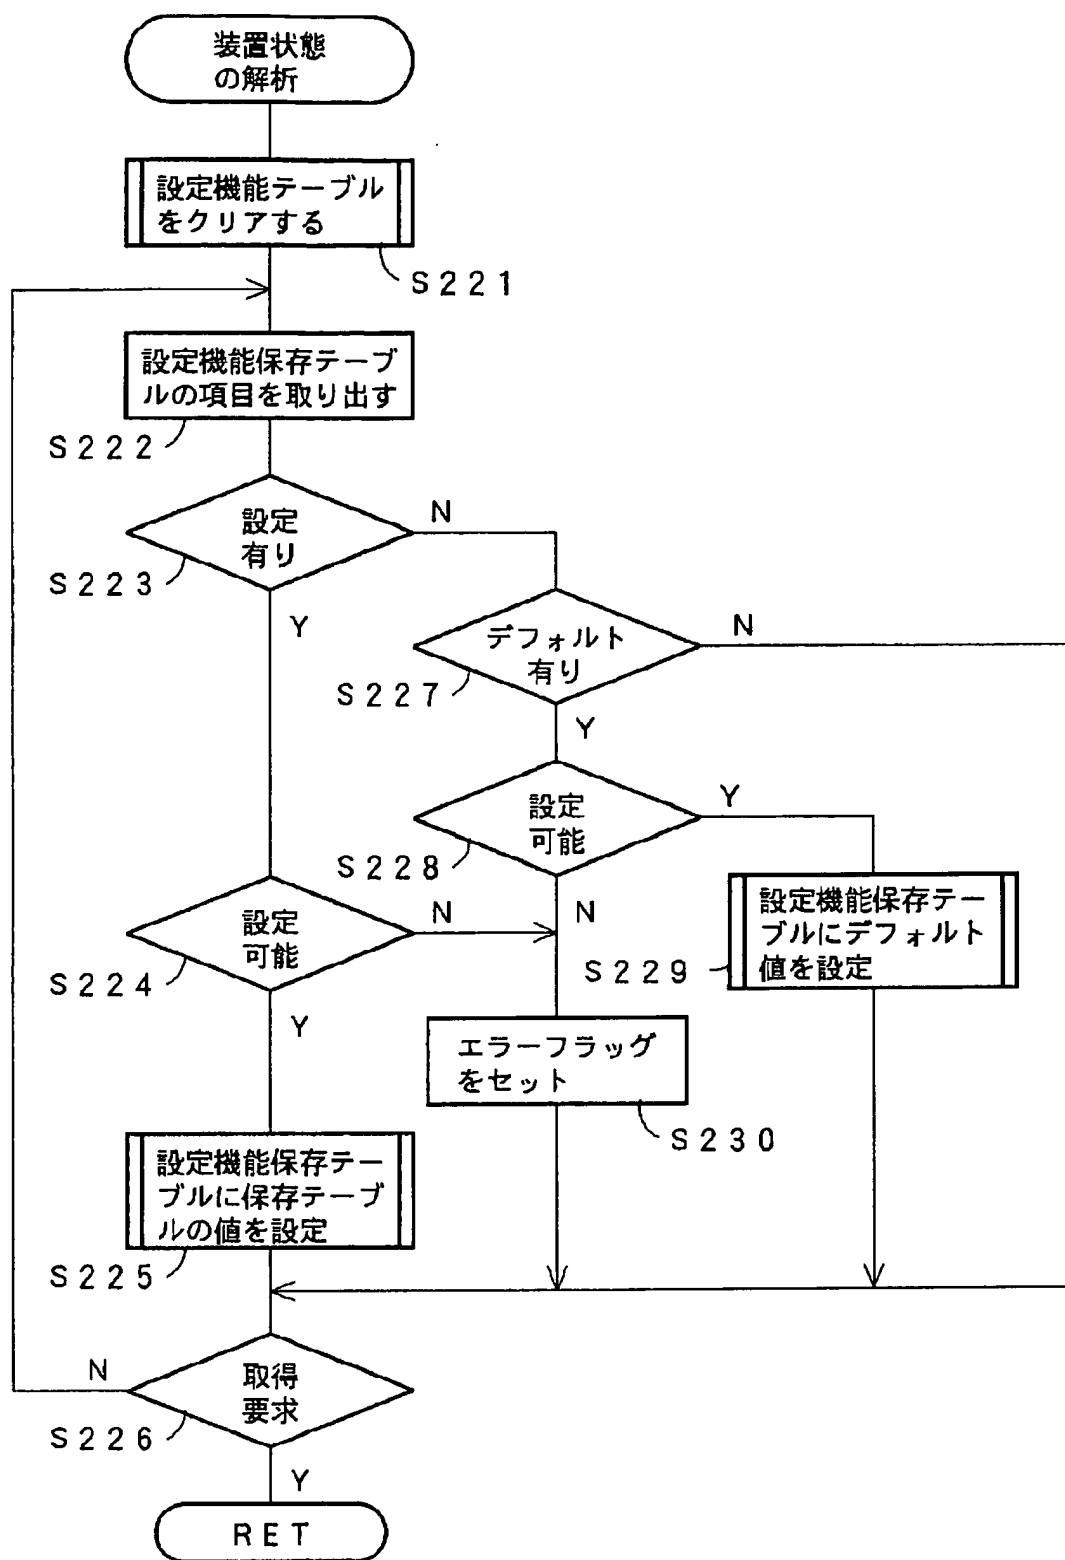 装置状態
の解析
設定機能テーブル
をクリアする
S221
設定機能保存テーブ
ルの項目を取り出す
S222
設定
有り
N
S223
Y
デフォルト
有り
N
S227
Y
設定
可能
Y
S228
N
設定
可能
N
S224
Y
設定機能保存テー
ブルにデフォルト
値を設定
S229
エラーフラッグ
をセット
S230
設定機能保存テー
ブルに保存テーブ
ルの値を設定
S225
取得
要求
N
S226
Y
RET